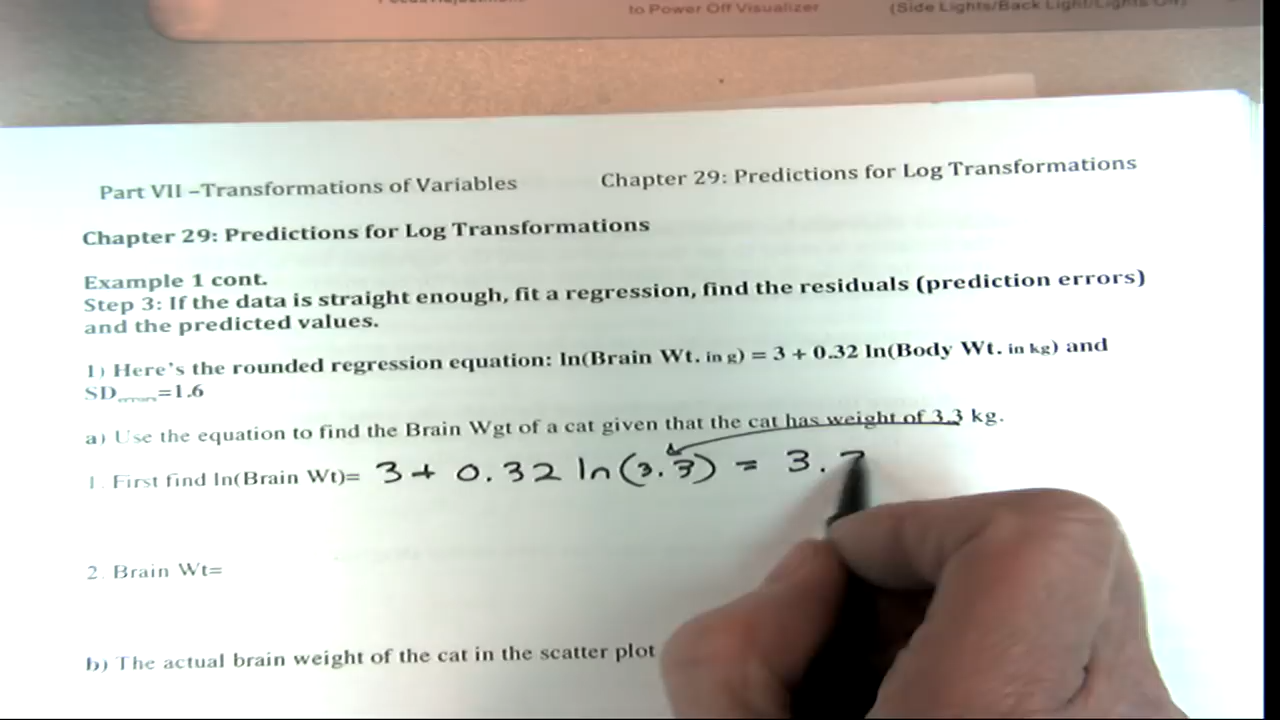 to Power Off Visualizer
(Side Lights/Back Light/Lights Off)
Part VII –Transformations of Variables Chapter 29: Predictions for Log Transformations
Chapter 29: Predictions for Log Transformations
Example 1 cont.
Step 3: If the data is straight enough, fit a regression, find the residuals (prediction errors)
and the predicted values.
1) Here's the rounded regression equation: ln(Brain Wt. in g) = 3 + 0.32 ln(Body Wt. in kg) and
SDerrors=1.6
a) Use the equation to find the Brain Wgt of a cat given that the cat has weight of 3.3 kg.
1. First find ln(Brain Wt)= 3 + 0.32 ln(3.3) = 3.
2. Brain Wt=
b) The actual brain weight of the cat in the scatter plot